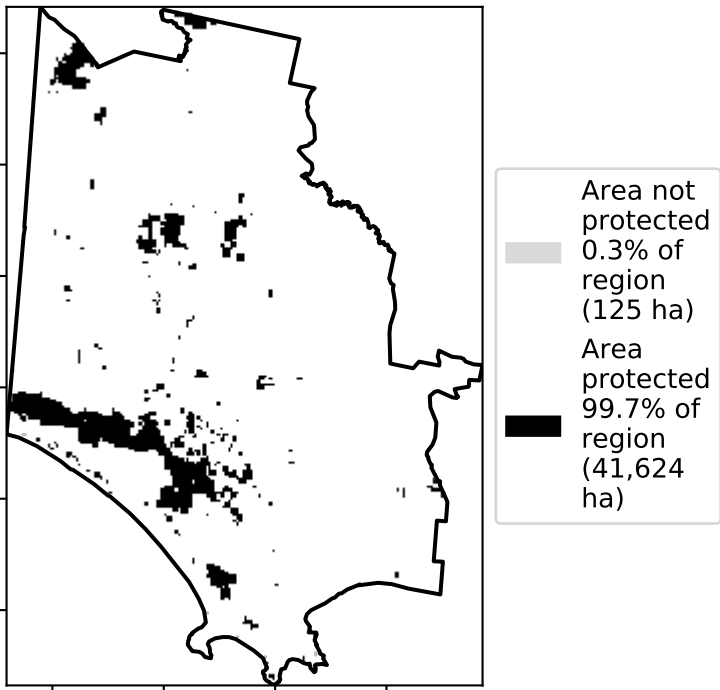 Area not
protected
0.3% of
region
(125 ha)
Area
protected
99.7% of
region
(41,624
ha)